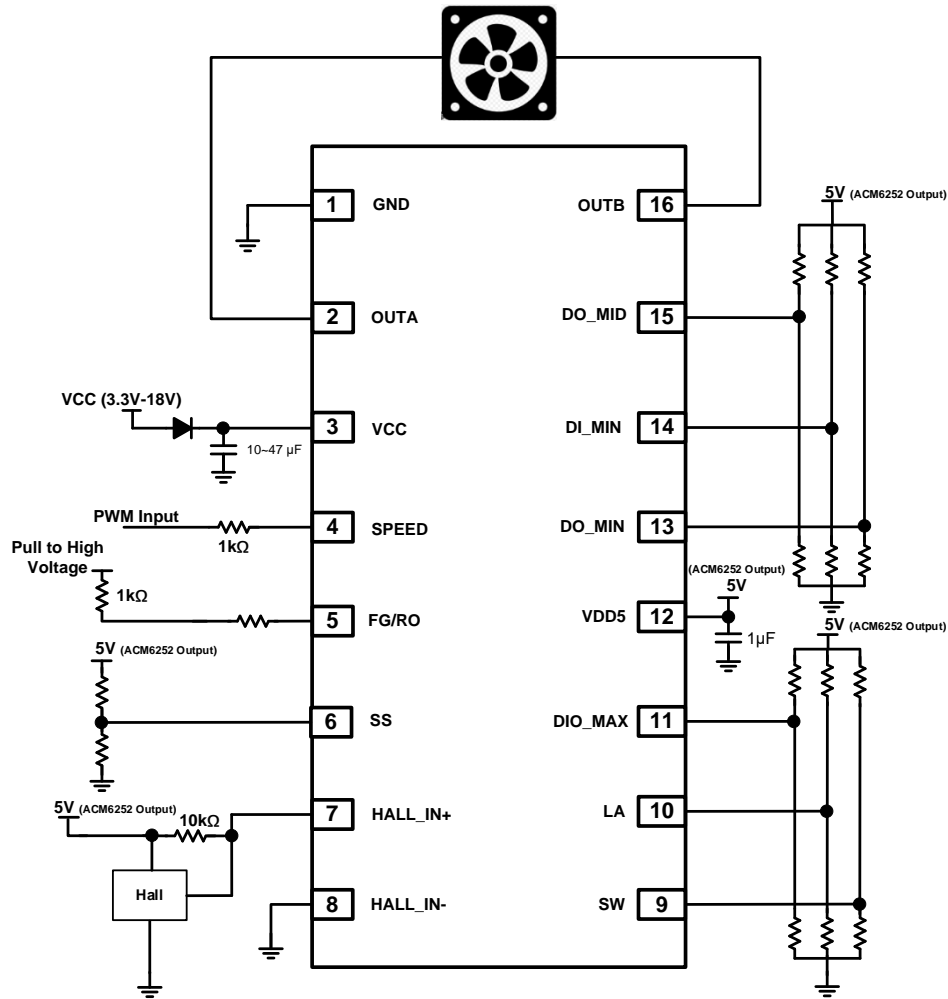 1 GND
OUTB 16
5V (ACM6252 Output)
2 OUTA
DO_MID 15
VCC (3.3V-18V)
3 VCC
10~47 µF
DI_MIN 14
PWM Input
1kΩ
4 SPEED
DO_MIN 13
Pull to High
Voltage
1kΩ
5 FG/RO
(ACM6252 Output)
5V
VDD5 12
1µF
5V (ACM6252 Output)
5V (ACM6252 Output)
6 SS
DIO_MAX 11
5V (ACM6252 Output)
10kΩ
7 HALL_IN+
LA 10
Hall
8 HALL_IN-
SW 9